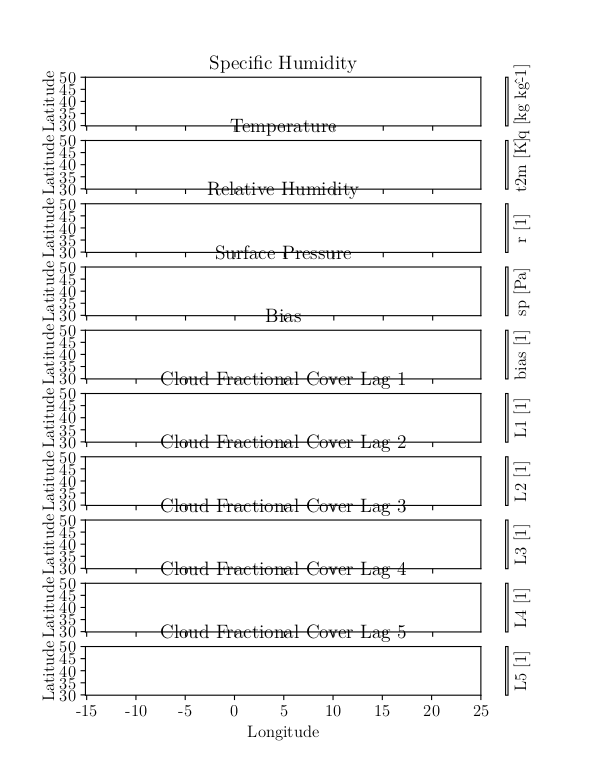 Specific Humidity
Latitude
50
45
40
35
30
q [kg kg^-1]
Temperature
Latitude
50
45
40
35
30
t2m [K]
Relative Humidity
Latitude
50
45
40
35
30
r [1]
Surface Pressure
Latitude
50
45
40
35
30
sp [Pa]
Bias
Latitude
50
45
40
35
30
bias [1]
Cloud Fractional Cover Lag 1
Latitude
50
45
40
35
30
L1 [1]
Cloud Fractional Cover Lag 2
Latitude
50
45
40
35
30
L2 [1]
Cloud Fractional Cover Lag 3
Latitude
50
45
40
35
30
L3 [1]
Cloud Fractional Cover Lag 4
Latitude
50
45
40
35
30
L4 [1]
Cloud Fractional Cover Lag 5
Latitude
50
45
40
35
30
L5 [1]
-15 -10 -5 0 5 10 15 20 25
Longitude